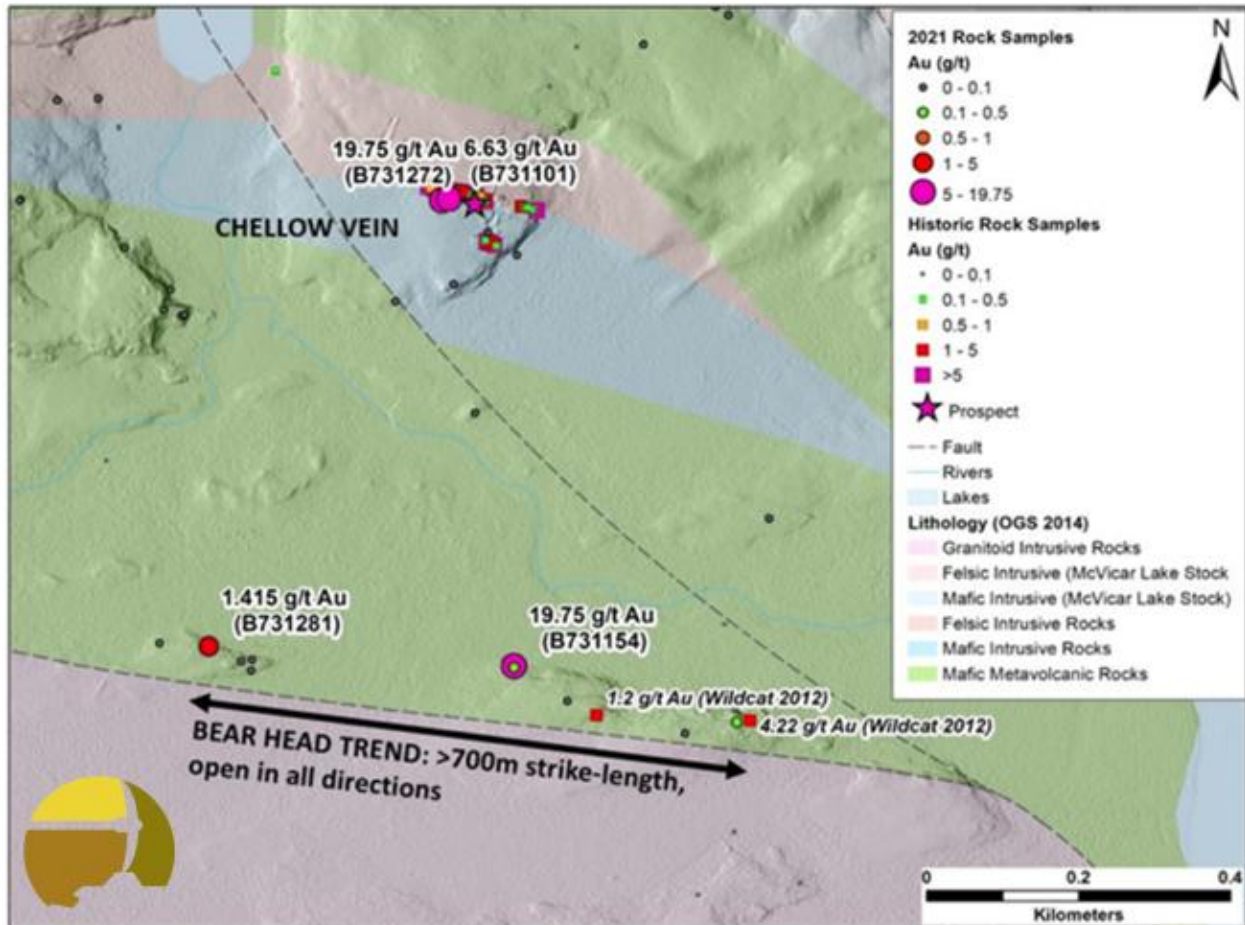 19.75 g/t Au
(B731272)
6.63 g/t Au
(B731101)
CHELLOW VEIN
1.415 g/t Au
(B731281)
19.75 g/t Au
(B731154)
1.2 g/t Au (Wildcat 2012)
4.22 g/t Au (Wildcat 2012)
BEAR HEAD TREND: >700m strike-length,
open in all directions
N
2021 Rock Samples
Au (g/t)
0 - 0.1
0.1 - 0.5
0.5 - 1
1 - 5
5 - 19.75
Historic Rock Samples
Au (g/t)
0 - 0.1
0.1 - 0.5
0.5 - 1
1 - 5
>5
Prospect
Fault
Rivers
Lakes
Lithology (OGS 2014)
Granitoid Intrusive Rocks
Felsic Intrusive (McVicar Lake Stock
Mafic Intrusive (McVicar Lake Stock)
Felsic Intrusive Rocks
Mafic Intrusive Rocks
Mafic Metavolcanic Rocks
0 0.2 0.4
Kilometers